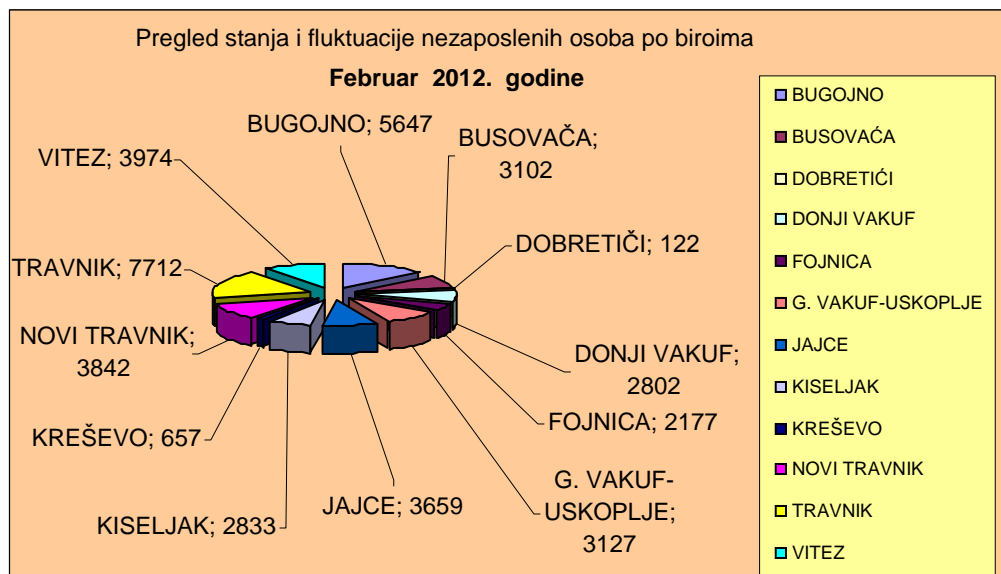 Pregled stanja i fluktuacije nezaposlenih osoba po biroima
Februar 2012. godine
BUGOJNO; 5647
BUSOVAČA;
3102
DOBRETIČI; 122
DONJI VAKUF;
2802
FOJNICA; 2177
G. VAKUF-
USKOPLJE;
3127
JAJCE; 3659
KISELJAK; 2833
KREŠEVO; 657
NOVI TRAVNIK;
3842
TRAVNIK; 7712
VITEZ; 3974
BUGOJNO
BUSOVAĆA
DOBRETIĆI
DONJI VAKUF
FOJNICA
G. VAKUF-USKOPLJE
JAJCE
KISELJAK
KREŠEVO
NOVI TRAVNIK
TRAVNIK
VITEZ